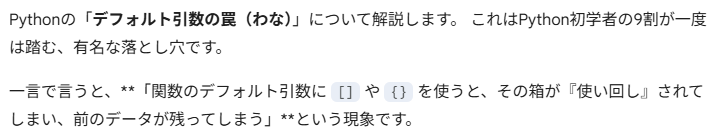 Pythonの「デフォルト引数の罠（わな）」について解説します。 これはPython初学者の9割が一度
は踏む、有名な落とし穴です。
一言で言うと、**「関数のデフォルト引数に [] や {} を使うと、その箱が『使い回し』されて
しまい、前のデータが残ってしまう」**という現象です。